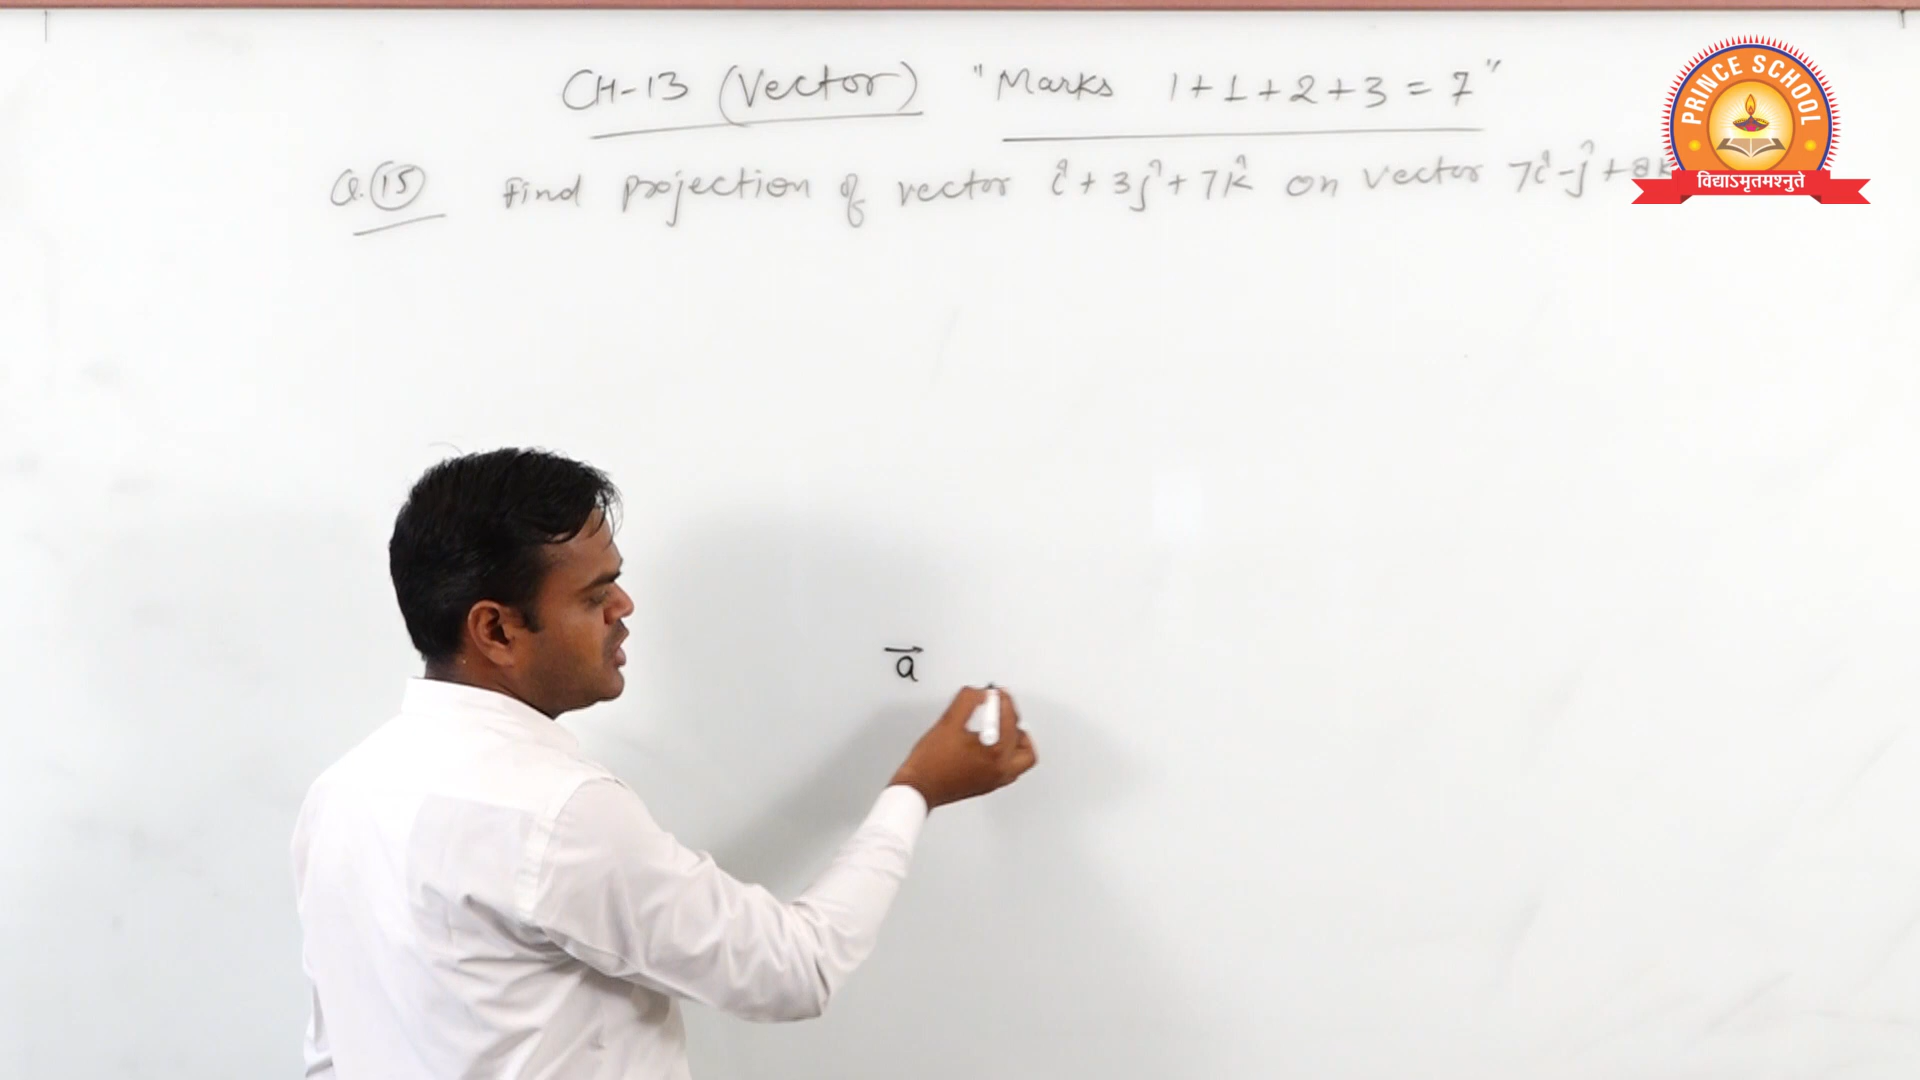 CH-13 (Vector) "Marks 1+1+2+3=7"
PRINCE SCHOOL
विद्याऽमृतमश्नुते
Q.(15) Find projection of vector î+3ĵ+7k̂ on vector 7î-ĵ+8k
a⃗